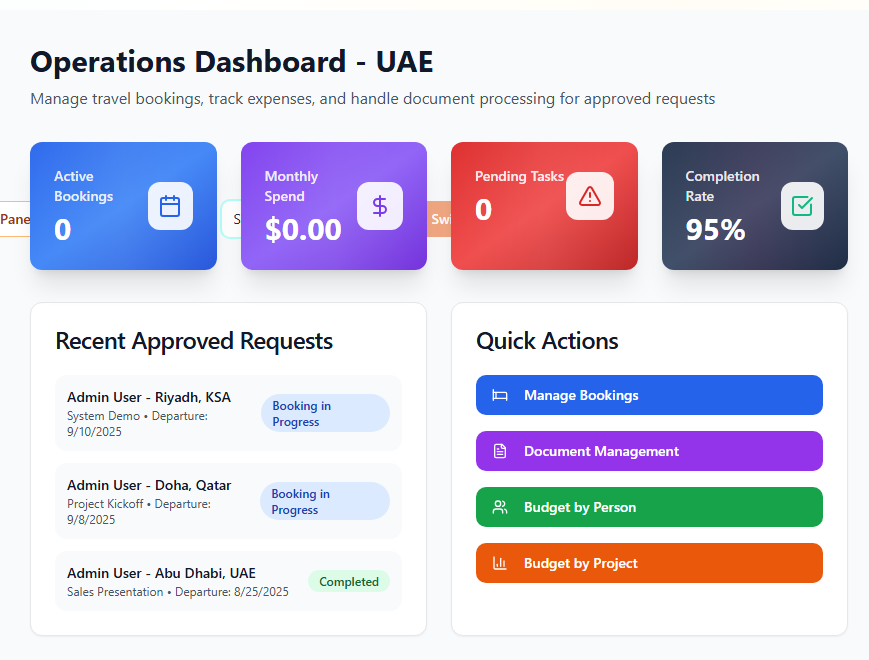 Operations Dashboard - UAE
Manage travel bookings, track expenses, and handle document processing for approved requests
Active
Bookings
0
Monthly
Spend
$0.00
Pending Tasks
0
Completion
Rate
95%
Recent Approved Requests
Admin User - Riyadh, KSA
System Demo • Departure:
9/10/2025
Booking in
Progress
Admin User - Doha, Qatar
Project Kickoff • Departure:
9/8/2025
Booking in
Progress
Admin User - Abu Dhabi, UAE
Sales Presentation • Departure: 8/25/2025
Completed
Quick Actions
Manage Bookings
Document Management
Budget by Person
Budget by Project